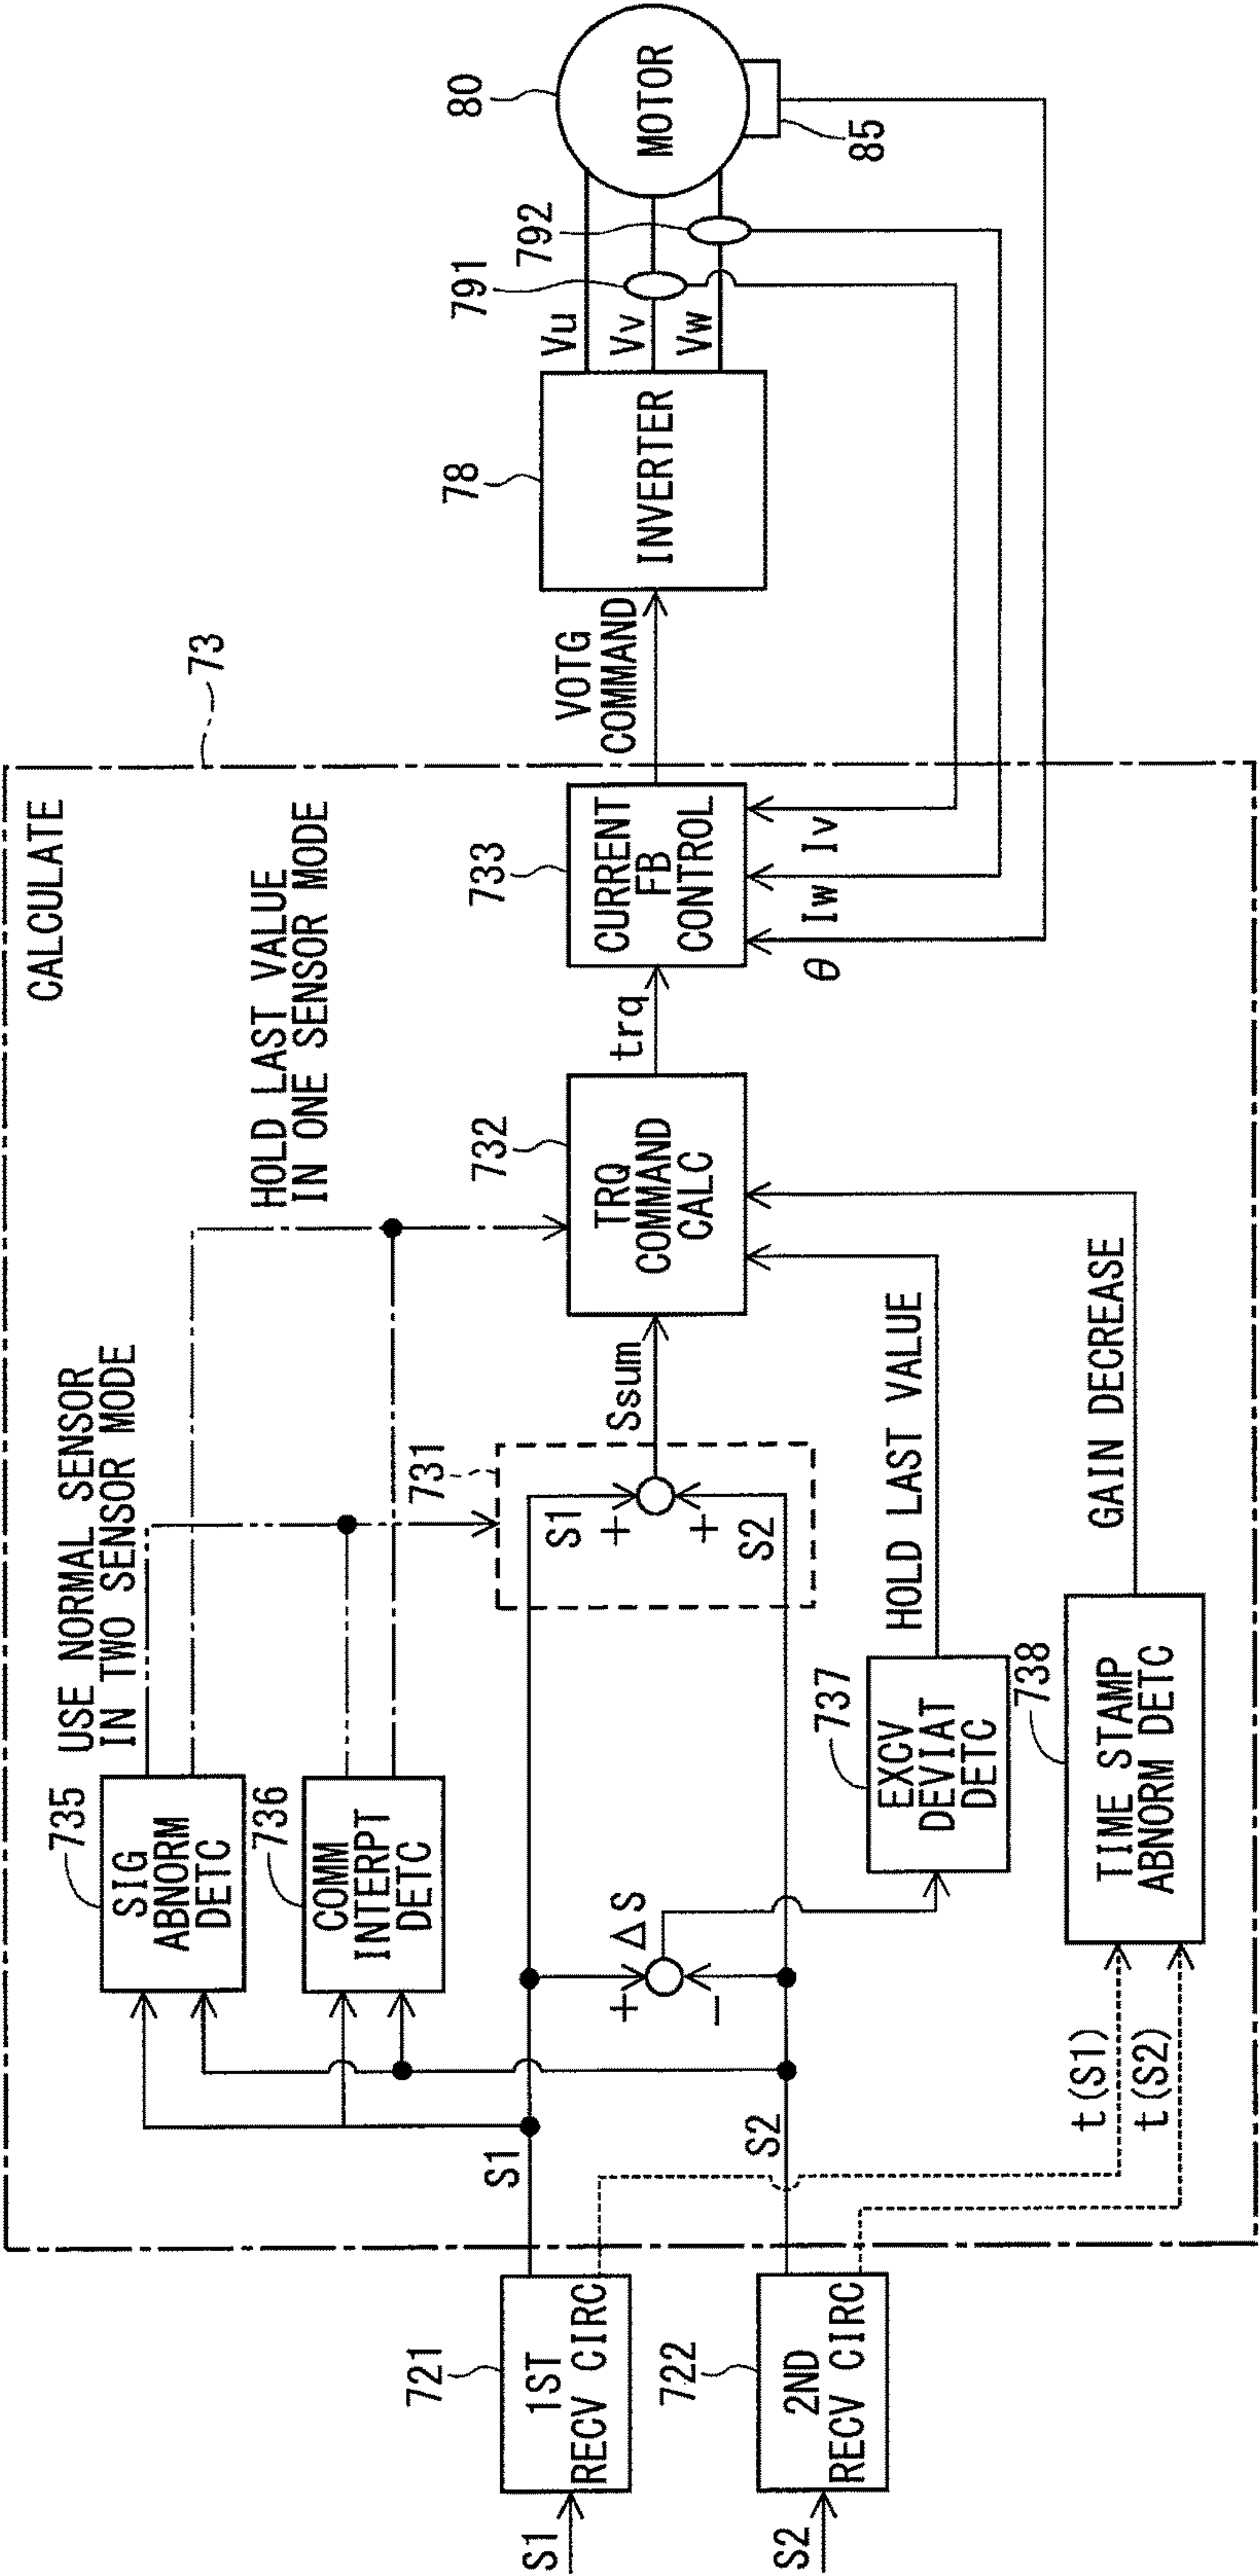 CALCULATE
73
USE NORMAL SENSOR
IN TWO SENSOR MODE
HOLD LAST VALUE
IN ONE SENSOR MODE
735
SIG
ABNORM
DETC
736
COMM
INTERPT
DETC
721
1ST
RECV CIRC
S1
S1
722
2ND
RECV CIRC
S2
S2
+
−
ΔS
731
S1
+
+
S2
Ssum
732
TRQ
COMMAND
CALC
trq
733
CURRENT
FB
CONTROL
θ
Iw
Iv
VOTG
COMMAND
78
INVERTER
Vu
Vv
Vw
791
792
80
MOTOR
85
737
EXCV
DEVIAT
DETC
HOLD LAST VALUE
738
TIME STAMP
ABNORM DETC
GAIN DECREASE
t(S1)
t(S2)